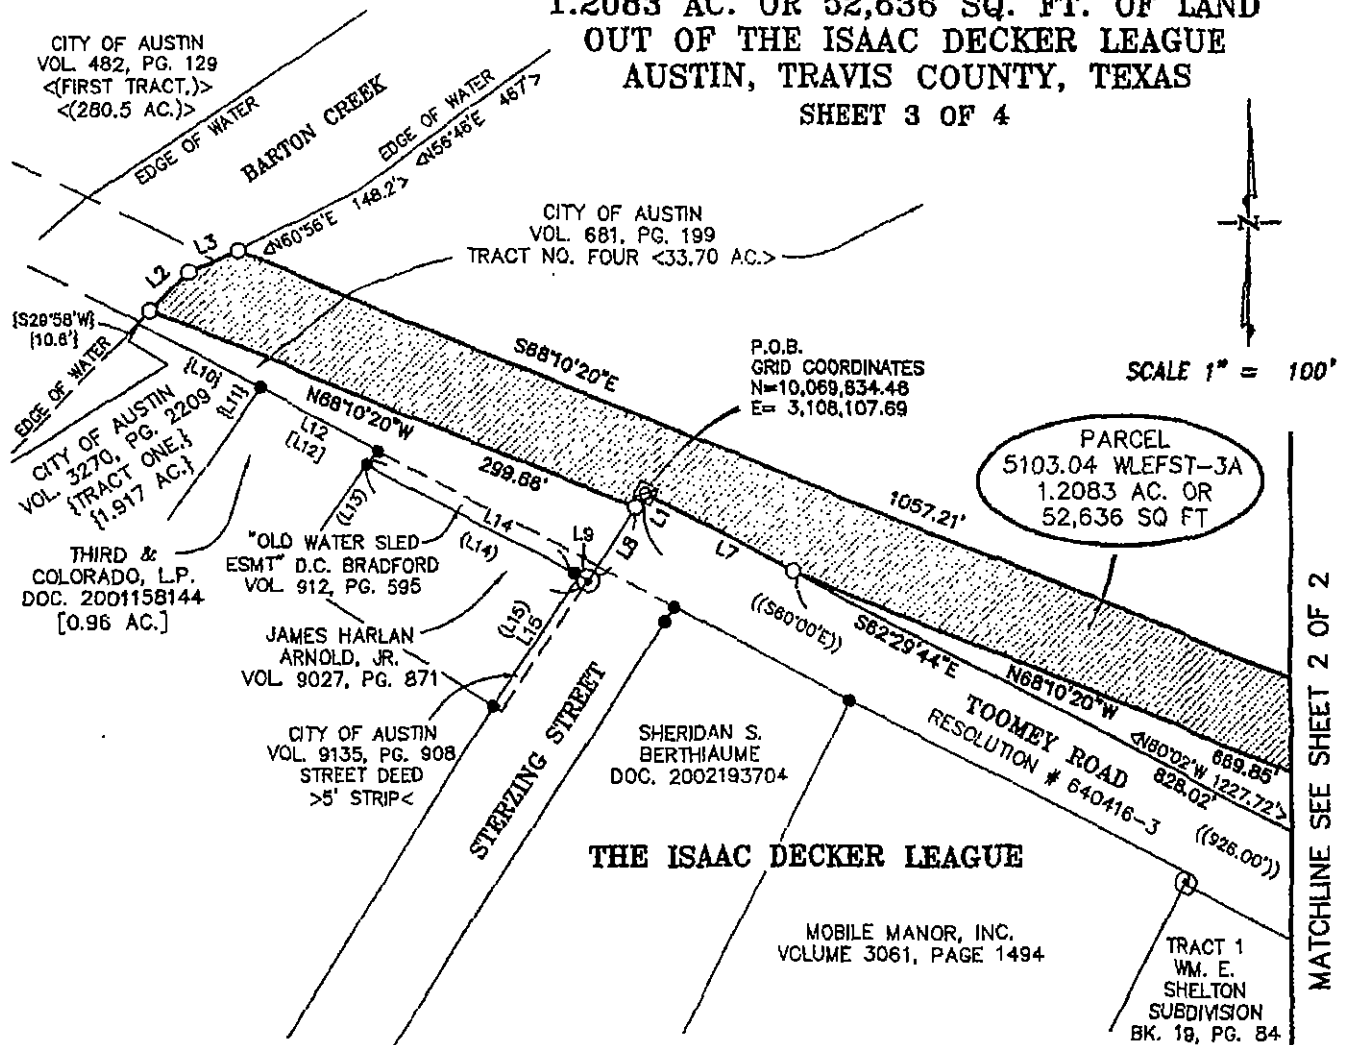 1.2083 AC. OR 52,636 SQ. FT. OF LAND
OUT OF THE ISAAC DECKER LEAGUE
AUSTIN, TRAVIS COUNTY, TEXAS
SHEET 3 OF 4
CITY OF AUSTIN
VOL. 482, PG. 129
<(FIRST TRACT,)>
<(280.5 AC.)>
EDGE OF WATER
BARTON CREEK
EDGE OF WATER
<N56°46'E 467'>
<N60°56'E 148.2'>
CITY OF AUSTIN
VOL. 681, PG. 199
TRACT NO. FOUR <33.70 AC.>
N
SCALE 1" = 100'
L3
L2
{S29°58'W}
{10.6'}
EDGE OF WATER
{L10}
{L11}
CITY OF AUSTIN
VOL. 3270, PG. 2209
{TRACT ONE,}
{1.917 AC.}
S68°10'20"E
1057.21'
P.O.B.
GRID COORDINATES
N=10,069,834.48
E= 3,108,107.69
PARCEL
5103.04 WLEFST-3A
1.2083 AC. OR
52,636 SQ FT
N68°10'20"W
299.86'
L12
[L12]
(L13)
L14
(L14)
L9
L8
L1
L7
THIRD &
COLORADO, L.P.
DOC. 2001158144
[0.96 AC.]
"OLD WATER SLED
ESMT" D.C. BRADFORD
VOL 912, PG. 595
(L15)
L15
JAMES HARLAN
ARNOLD, JR.
VOL. 9027, PG. 871
CITY OF AUSTIN
VOL. 9135, PG. 908
STREET DEED
>5' STRIP<
STERZING STREET
SHERIDAN S.
BERTHIAUME
DOC. 2002193704
((S60°00'E))
S62°29'44"E
828.02'
N68°10'20"W
669.85'
<N60°02'W 1227.72'>
TOOMEY ROAD
RESOLUTION # 640416-3
((926.00'))
THE ISAAC DECKER LEAGUE
MOBILE MANOR, INC.
VOLUME 3061, PAGE 1494
TRACT 1
WM. E.
SHELTON
SUBDIVISION
BK. 19, PG. 84
MATCHLINE SEE SHEET 2 OF 2